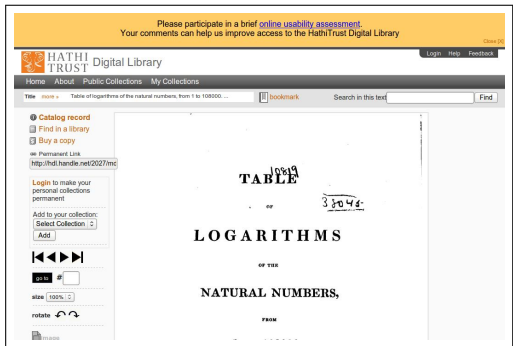 Please participate in a brief online usability assessment.
Your comments can help us improve access to the HathiTrust Digital Library
Close [X]
HATHI TRUST Digital Library
Login Help Feedback
Home About Public Collections My Collections
Title more » Table of logarithms of the natural numbers, from 1 to 108000. ...
bookmark
Search in this text
Find
Catalog record
Find in a library
Buy a copy
Permanent Link
http://hdl.handle.net/2027/mc
Login to make your
personal collections
permanent
Add to your collection:
Select Collection
Add
go to #
size 100%
rotate
image
10819
TABLE
OF
38045
LOGARITHMS
OF THE
NATURAL NUMBERS,
FROM